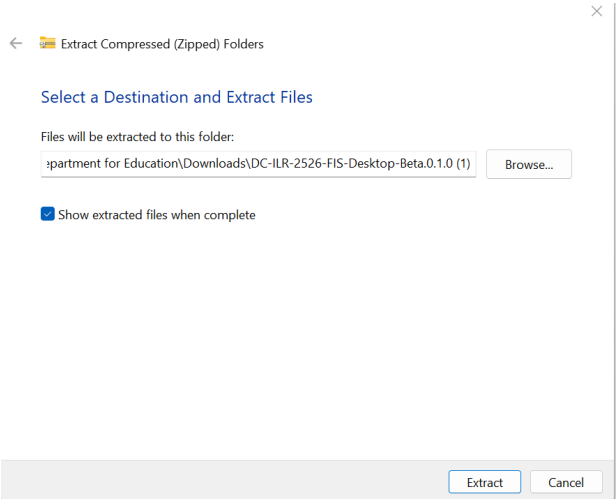 Extract Compressed (Zipped) Folders
Select a Destination and Extract Files
Files will be extracted to this folder:
epartment for Education\Downloads\DC-ILR-2526-FIS-Desktop-Beta.0.1.0 (1)
Browse...
Show extracted files when complete
Extract
Cancel